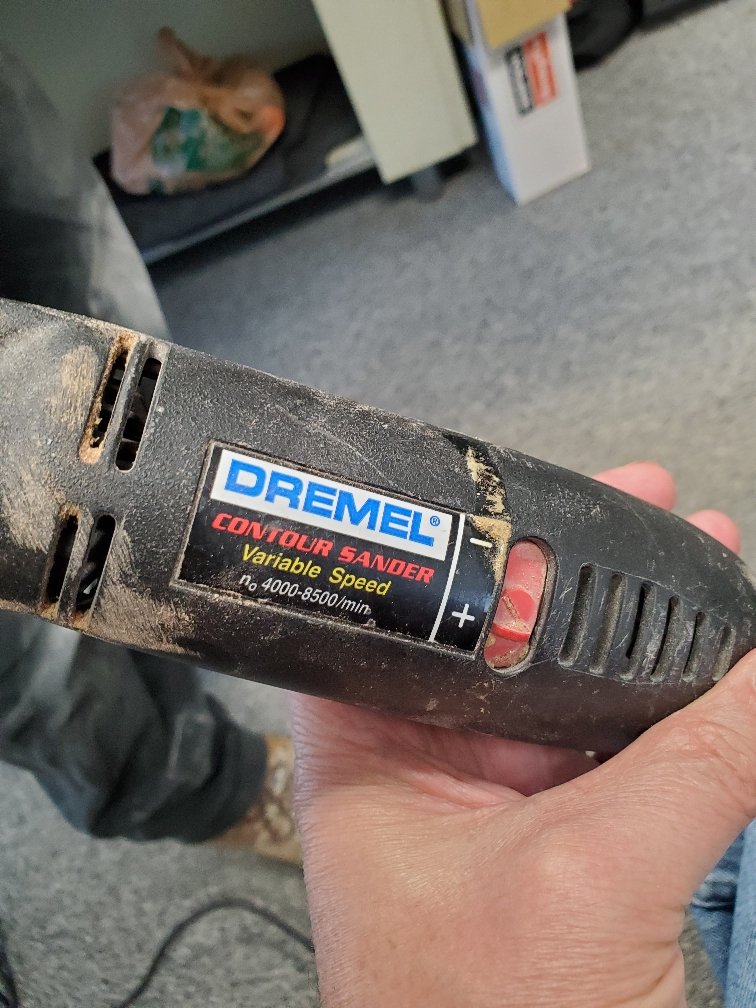 DREMEL®
CONTOUR SANDER
Variable Speed
n₀ 4000-8500/min
−
+